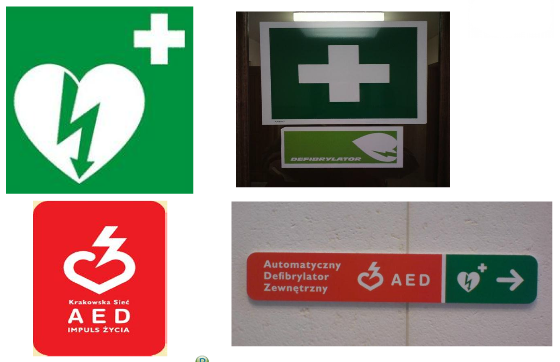 DEFIBRYLATOR
Krakowska Sieć
AED
IMPULS ŻYCIA
Automatyczny
Defibrylator
Zewnętrzny
AED